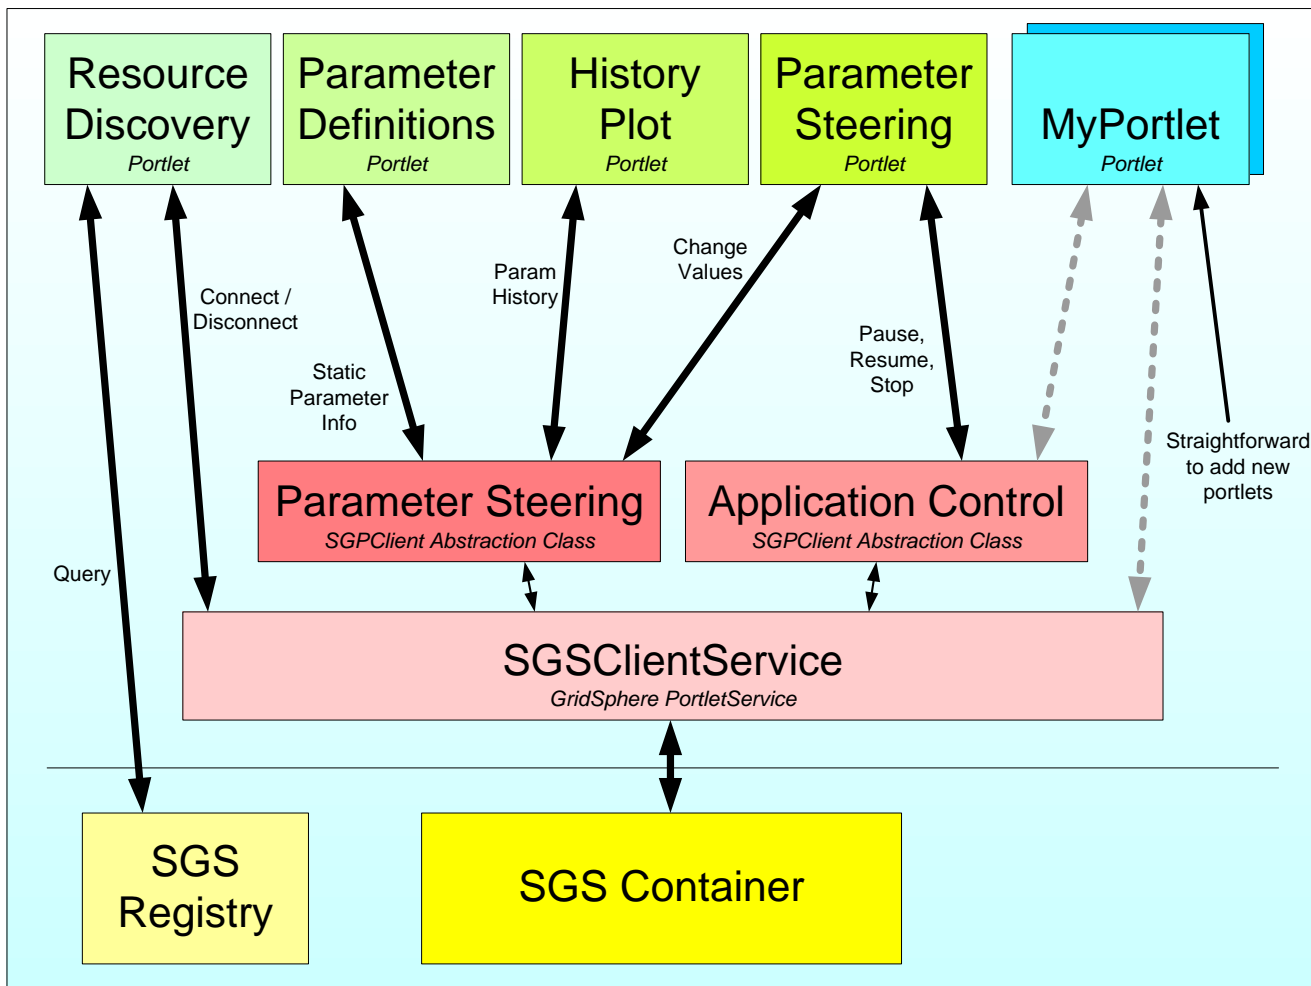 Resource
Discovery
Portlet
Parameter
Definitions
Portlet
History
Plot
Portlet
Parameter
Steering
Portlet
MyPortlet
Portlet
Connect /
Disconnect
Static
Parameter
Info
Param
History
Change
Values
Pause,
Resume,
Stop
Straightforward
to add new
portlets
Parameter Steering
SGPClient Abstraction Class
Application Control
SGPClient Abstraction Class
Query
SGSClientService
GridSphere PortletService
SGS
Registry
SGS Container